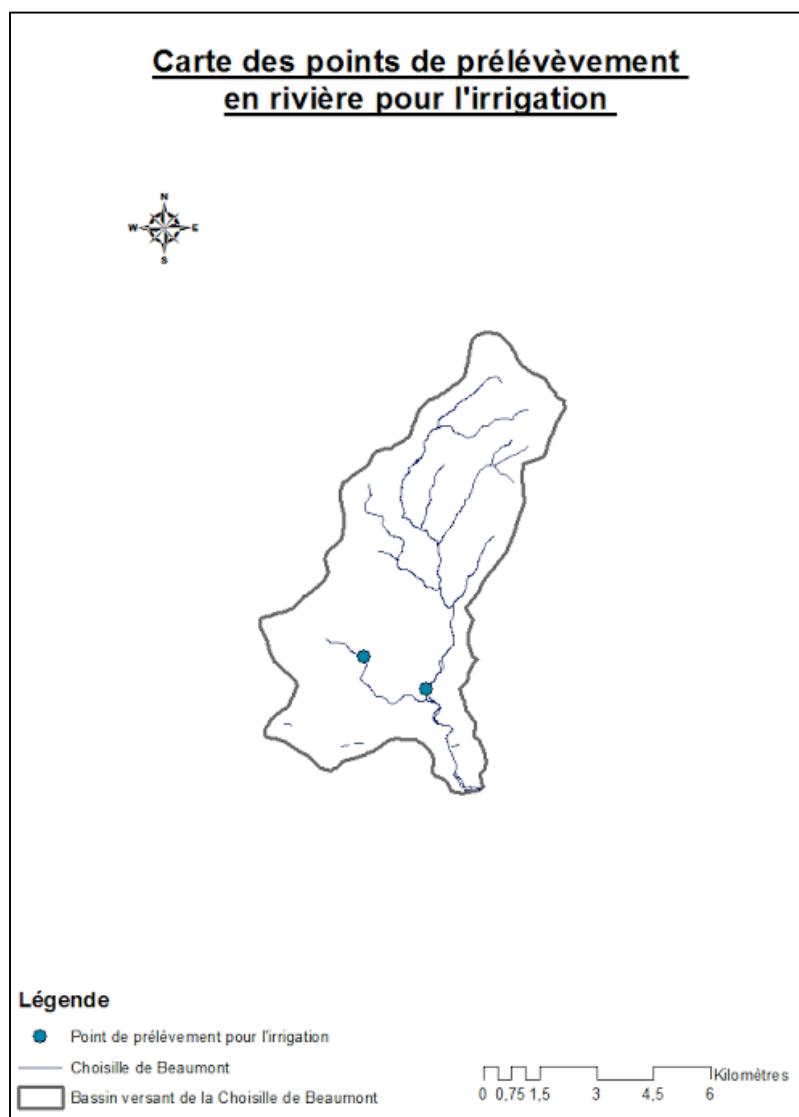 Carte des points de prélévèvement
en rivière pour l'irrigation
N
W E
S
Légende
Point de prélèvement pour l'irrigation
Choisille de Beaumont
Bassin versant de la Choisille de Beaumont
Kilomètres
0 0,75 1,5 3 4,5 6